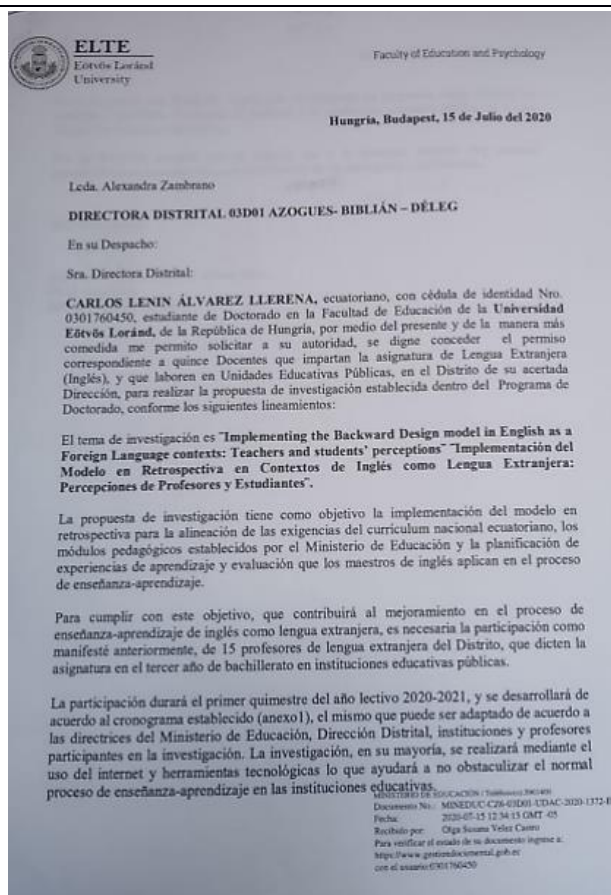 ELTE
Eötvös Loránd
University
Faculty of Education and Psychology
Hungría, Budapest, 15 de Julio del 2020
Lcda. Alexandra Zambrano
DIRECTORA DISTRITAL 03D01 AZOGUES- BIBLIÁN – DÉLEG
En su Despacho:
Sra. Directora Distrital:
CARLOS LENIN ÁLVAREZ LLERENA, ecuatoriano, con cédula de identidad Nro.
0301760450, estudiante de Doctorado en la Facultad de Educación de la Universidad
Eötvös Loránd, de la República de Hungría, por medio del presente y de la manera más
comedida me permito solicitar a su autoridad, se digne conceder el permiso
correspondiente a quince Docentes que impartan la asignatura de Lengua Extranjera
(Inglés), y que laboren en Unidades Educativas Públicas, en el Distrito de su acertada
Dirección, para realizar la propuesta de investigación establecida dentro del Programa de
Doctorado, conforme los siguientes lineamientos:
El tema de investigación es "Implementing the Backward Design model in English as a
Foreign Language contexts: Teachers and students' perceptions" "Implementación del
Modelo en Retrospectiva en Contextos de Inglés como Lengua Extranjera:
Percepciones de Profesores y Estudiantes".
La propuesta de investigación tiene como objetivo la implementación del modelo en
retrospectiva para la alineación de las exigencias del curriculum nacional ecuatoriano, los
módulos pedagógicos establecidos por el Ministerio de Educación y la planificación de
experiencias de aprendizaje y evaluación que los maestros de inglés aplican en el proceso
de enseñanza-aprendizaje.
Para cumplir con este objetivo, que contribuirá al mejoramiento en el proceso de
enseñanza-aprendizaje de inglés como lengua extranjera, es necesaria la participación como
manifesté anteriormente, de 15 profesores de lengua extranjera del Distrito, que dicten la
asignatura en el tercer año de bachillerato en instituciones educativas públicas.
La participación durará el primer quimestre del año lectivo 2020-2021, y se desarrollará de
acuerdo al cronograma establecido (anexo1), el mismo que puede ser adaptado de acuerdo a
las directrices del Ministerio de Educación, Dirección Distrital, instituciones y profesores
participantes en la investigación. La investigación, en su mayoría, se realizará mediante el
uso del internet y herramientas tecnológicas lo que ayudará a no obstaculizar el normal
proceso de enseñanza-aprendizaje en las instituciones educativas.
MINISTERIO DE EDUCACIÓN
Documento No.: MINEDUC-CZ6-03D01-UDAC-2020-1372-E
Fecha: 2020-07-15 12:34:15 GMT -05
Recibido por: Olga Susana Velez Castro
Para verificar el estado de su documento ingrese a:
https://www.gestiondocumental.gob.ec
con el usuario:0301760450